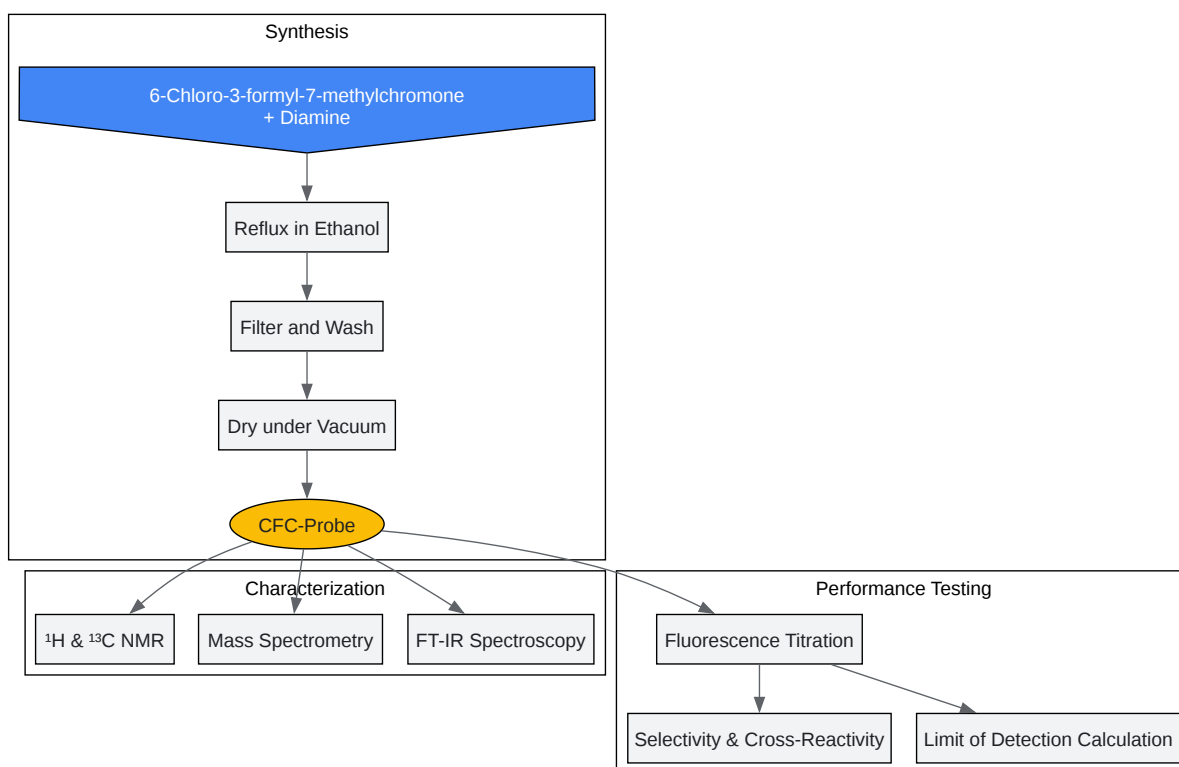 Synthesis
6-Chloro-3-formyl-7-methylchromone
+ Diamine
Reflux in Ethanol
Filter and Wash
Dry under Vacuum
CFC-Probe
Characterization
¹H & ¹³C NMR
Mass Spectrometry
FT-IR Spectroscopy
Performance Testing
Fluorescence Titration
Selectivity & Cross-Reactivity
Limit of Detection Calculation